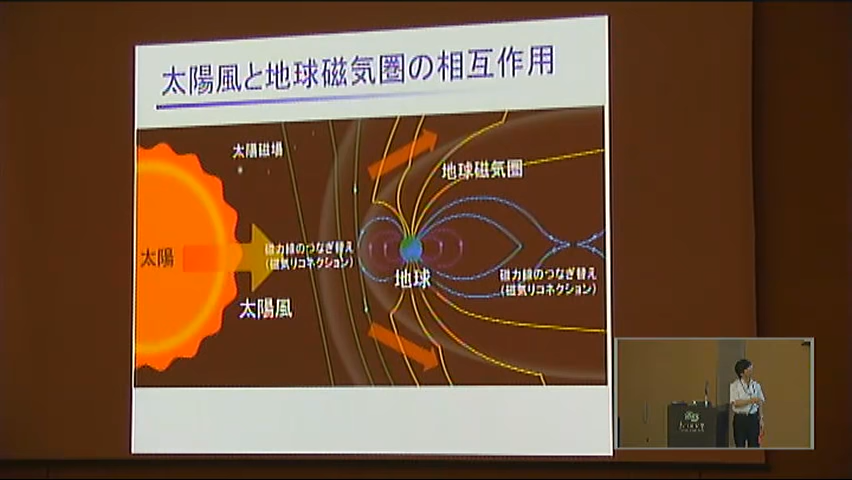 太陽風と地球磁気圏の相互作用
太陽磁場
地球磁気圏
太陽
磁力線のつなぎ替え
（磁気リコネクション）
地球
磁力線のつなぎ替え
（磁気リコネクション）
太陽風